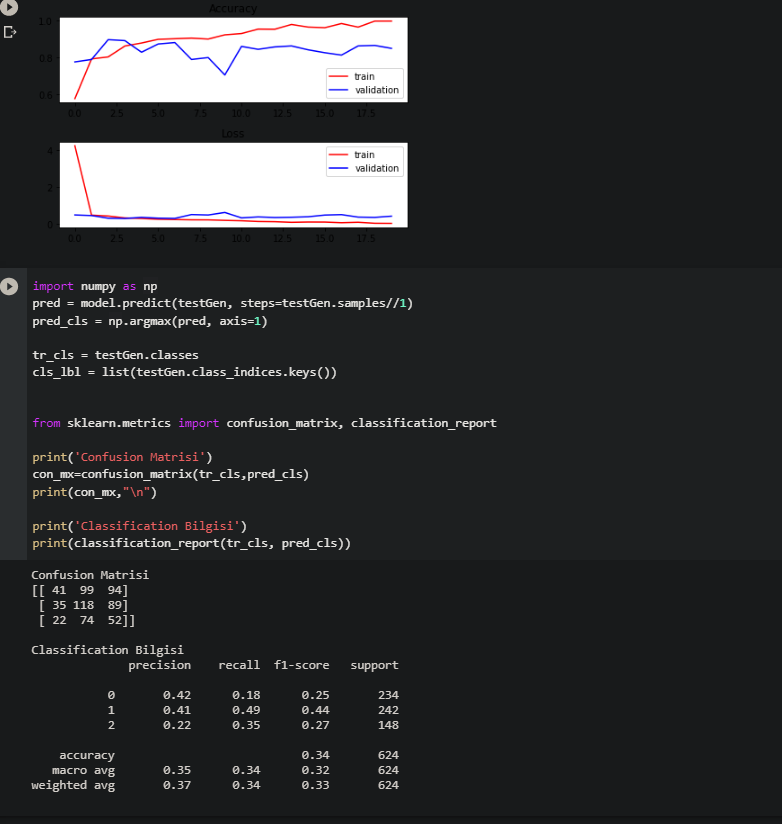 Accuracy
1.0
0.8
0.6
train
validation
0.0 2.5 5.0 7.5 10.0 12.5 15.0 17.5
Loss
4
2
0
train
validation
0.0 2.5 5.0 7.5 10.0 12.5 15.0 17.5
import numpy as np
pred = model.predict(testGen, steps=testGen.samples//1)
pred_cls = np.argmax(pred, axis=1)
tr_cls = testGen.classes
cls_lbl = list(testGen.class_indices.keys())
from sklearn.metrics import confusion_matrix, classification_report
print('Confusion Matrisi')
con_mx=confusion_matrix(tr_cls,pred_cls)
print(con_mx,"\n")
print('Classification Bilgisi')
print(classification_report(tr_cls, pred_cls))
Confusion Matrisi
[[ 41 99 94]
[ 35 118 89]
[ 22 74 52]]
Classification Bilgisi
precision recall f1-score support
0 0.42 0.18 0.25 234
1 0.41 0.49 0.44 242
2 0.22 0.35 0.27 148
accuracy 0.34 624
macro avg 0.35 0.34 0.32 624
weighted avg 0.37 0.34 0.33 624